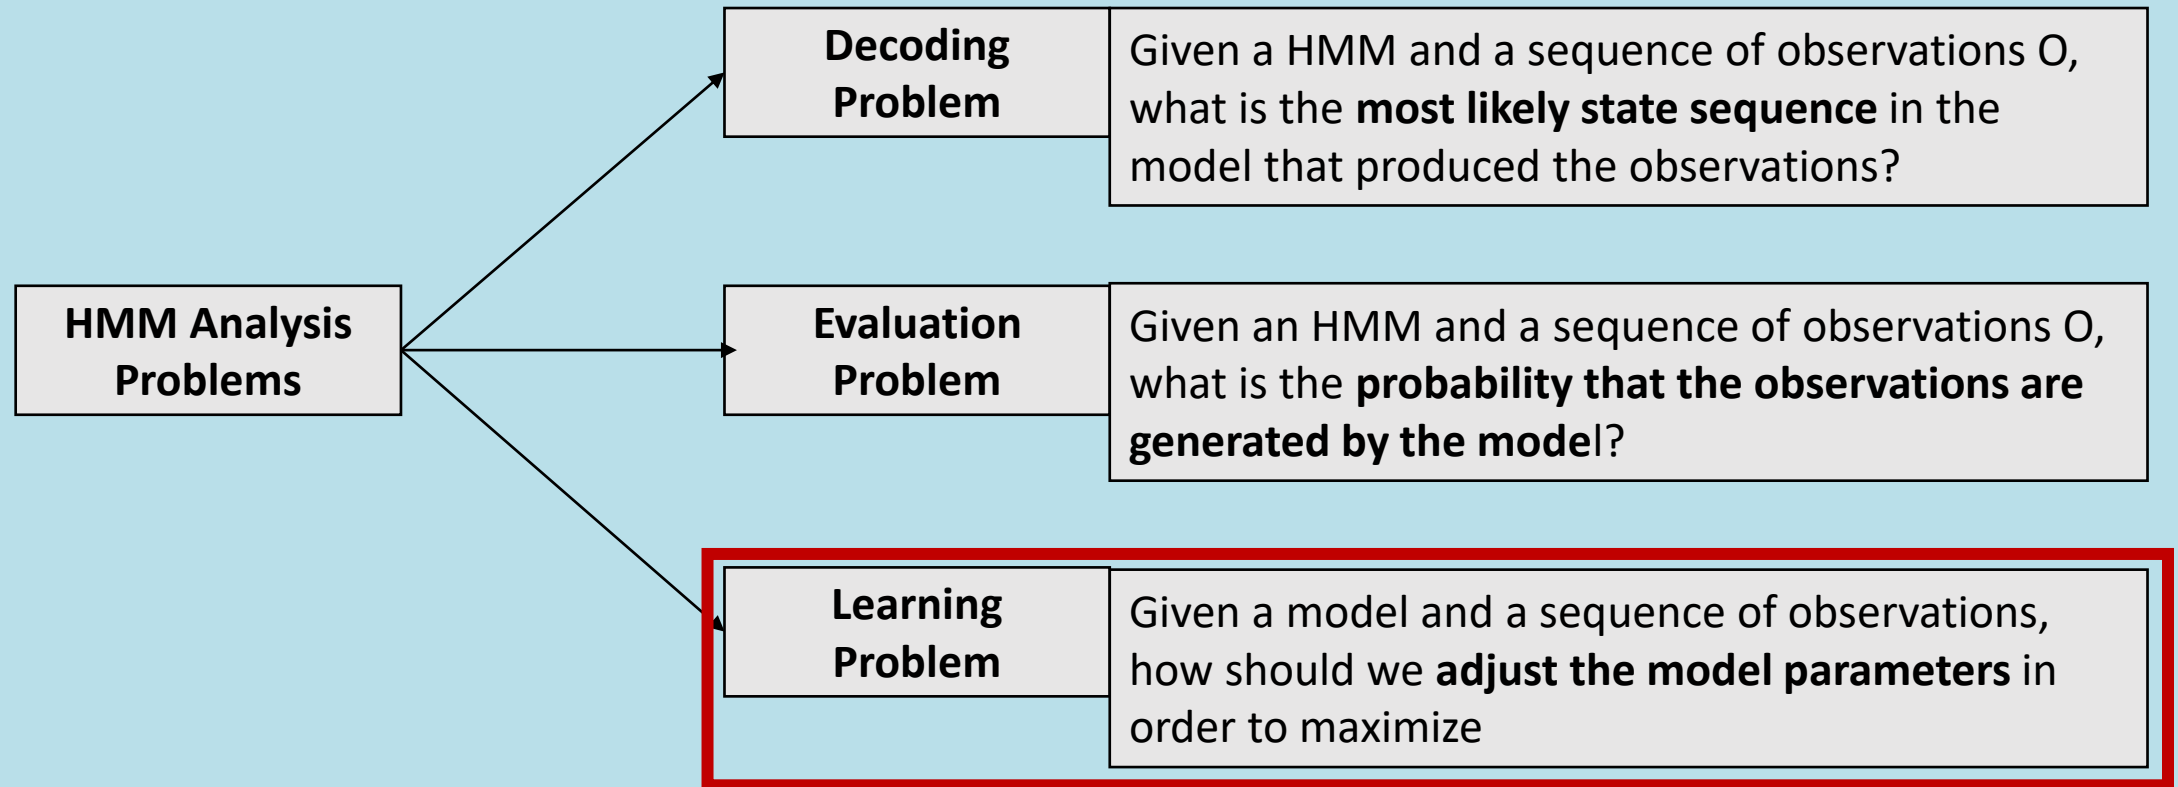 Decoding
Problem
Given a HMM and a sequence of observations O,
what is the most likely state sequence in the
model that produced the observations?
HMM Analysis
Problems
Evaluation
Problem
Given an HMM and a sequence of observations O,
what is the probability that the observations are
generated by the model?
Learning
Problem
Given a model and a sequence of observations,
how should we adjust the model parameters in
order to maximize